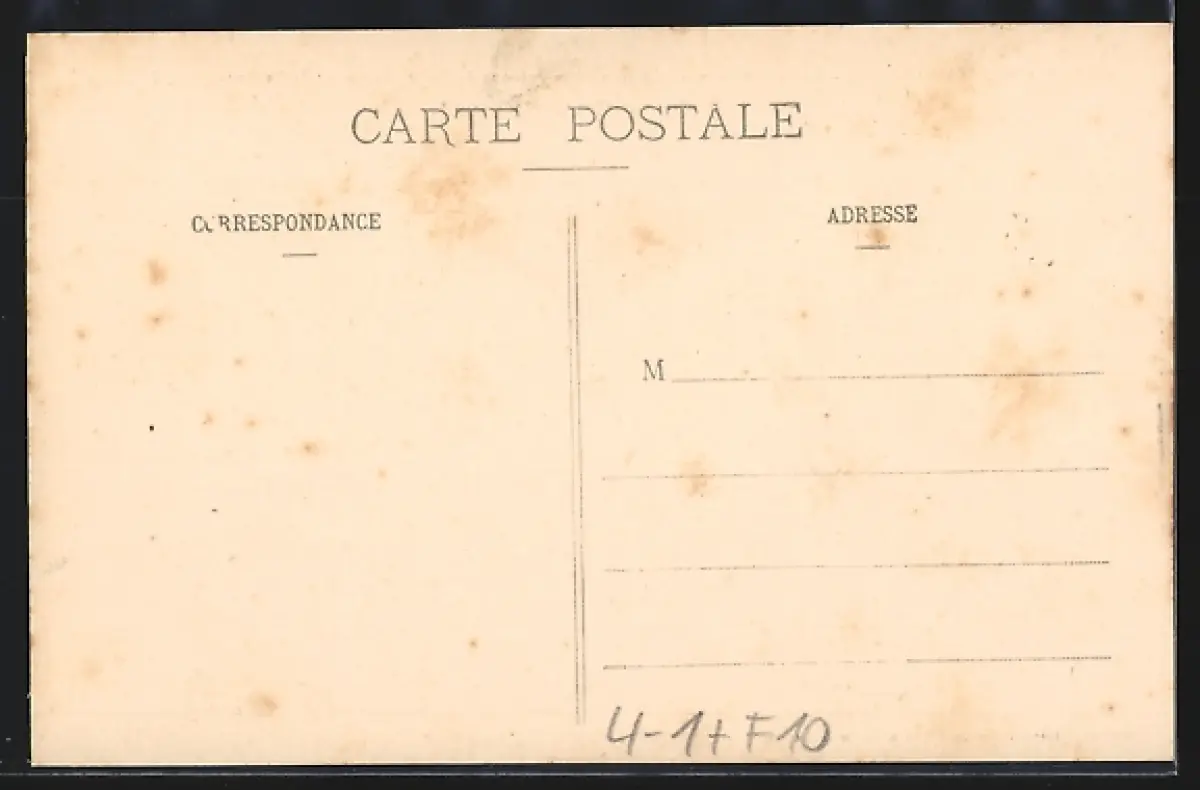 CARTE POSTALE
CORRESPONDANCE
ADRESSE
M
4-1+F10